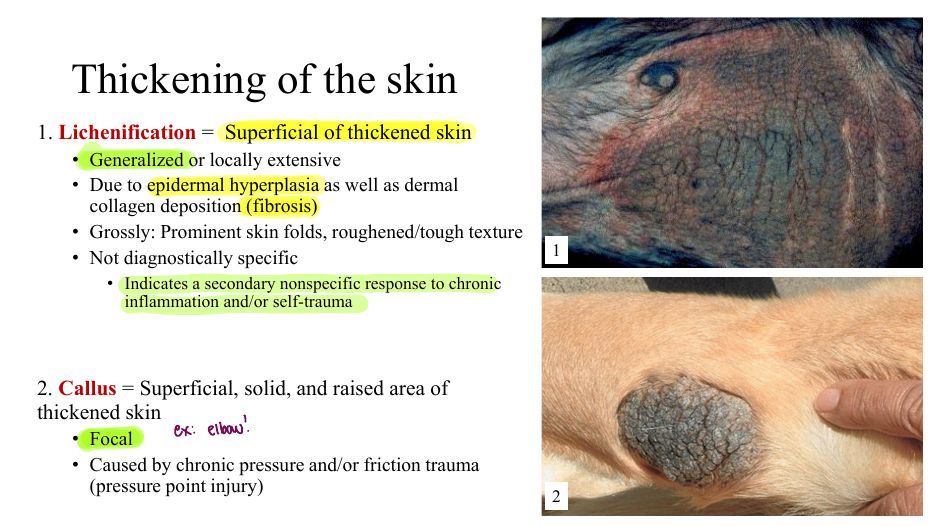 Thickening of the skin
1. Lichenification = Superficial of thickened skin
• Generalized or locally extensive
• Due to epidermal hyperplasia as well as dermal
collagen deposition (fibrosis)
• Grossly: Prominent skin folds, roughened/tough texture
• Not diagnostically specific
• Indicates a secondary nonspecific response to chronic
inflammation and/or self-trauma
2. Callus = Superficial, solid, and raised area of
thickened skin
ex: elbow!
• Focal
• Caused by chronic pressure and/or friction trauma
(pressure point injury)
1
2